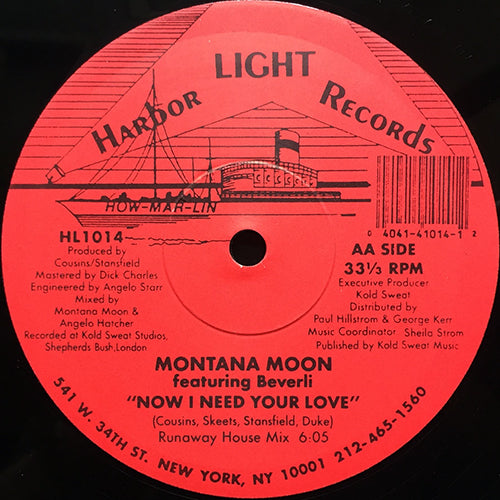 Harbor LIGHT Records
HOW-MAR-LIN
0 4041-41014-1 2
HL1014
Produced by
Cousins/Stansfield
Mastered by Dick Charles
Engineered by Angelo Starr
Mixed by
Montana Moon &
Angelo Hatcher
Recorded at Kold Sweat Studios,
Shepherds Bush, London
AA SIDE
33⅓ RPM
Executive Producer
Kold Sweat
Distributed by
Paul Hillstrom & George Kerr
Music Coordinator Sheila Strom
Published by Kold Sweat Music
MONTANA MOON
featuring Beverli
"NOW I NEED YOUR LOVE"
(Cousins, Skeets, Stansfield, Duke)
Runaway House Mix 6:05
541 W. 34TH ST. NEW YORK, NY 10001 212-465-1560